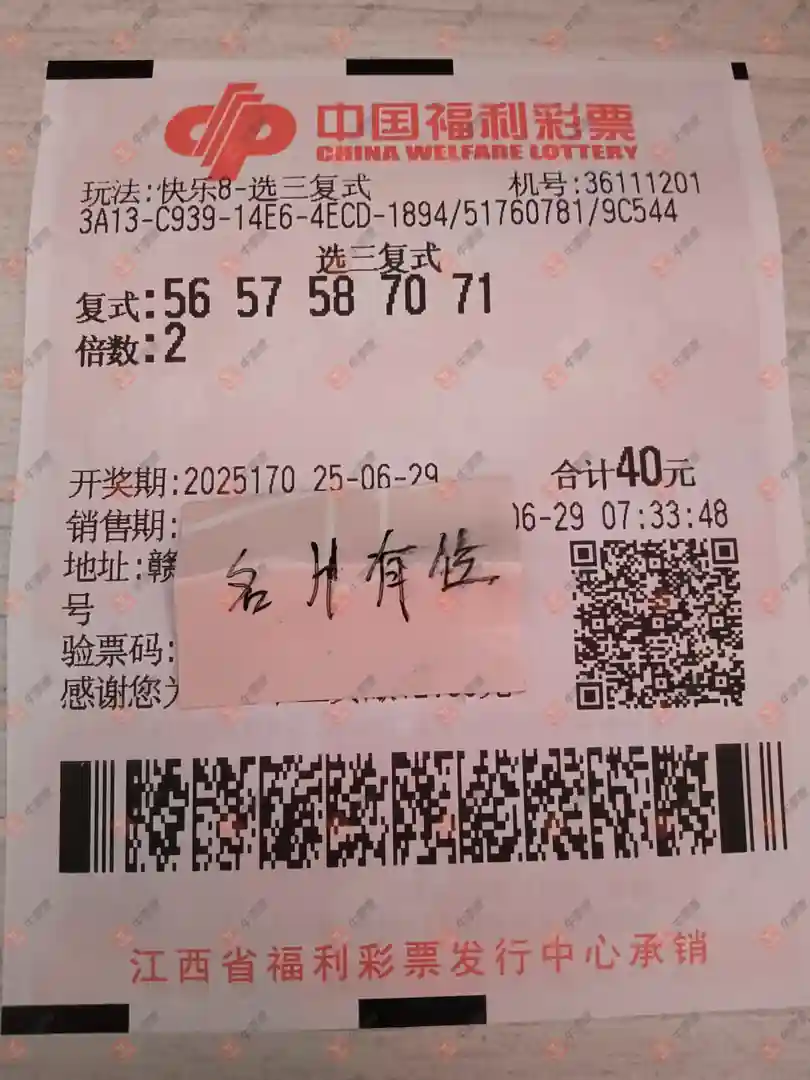 中国福利彩票
CHINA WELFARE LOTTERY
玩法:快乐8-选三复式 机号:36111201
3A13-C939-14E6-4ECD-1894/51760781/9C544
选三复式
复式:56 57 58 70 71
倍数:2
开奖期:2025170 25-06-29 合计40元
销售期: 6-29 07:33:48
地址:赣
号
名片有位
验票码:
感谢您为
江西省福利彩票发行中心承销